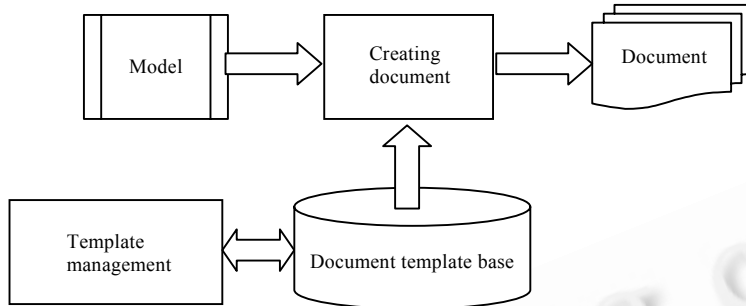 Model
Creating
document
Document
Template
management
Document template base